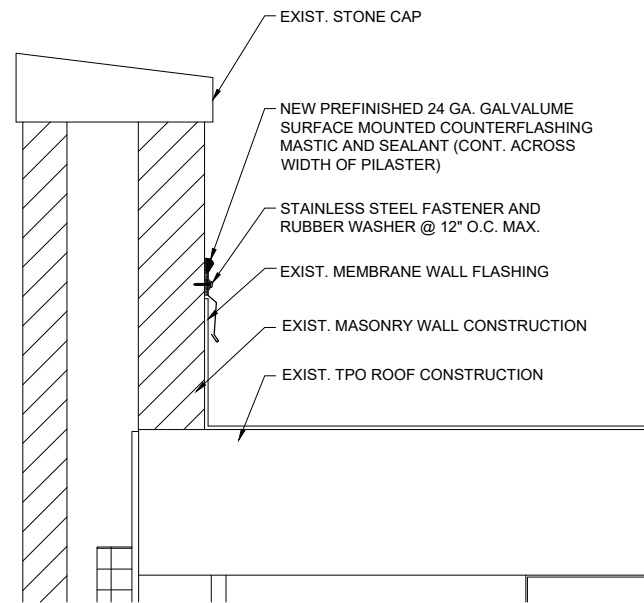 EXIST. STONE CAP
NEW PREFINISHED 24 GA. GALVALUME
SURFACE MOUNTED COUNTERFLASHING
MASTIC AND SEALANT (CONT. ACROSS
WIDTH OF PILASTER)
STAINLESS STEEL FASTENER AND
RUBBER WASHER @ 12" O.C. MAX.
EXIST. MEMBRANE WALL FLASHING
EXIST. MASONRY WALL CONSTRUCTION
EXIST. TPO ROOF CONSTRUCTION